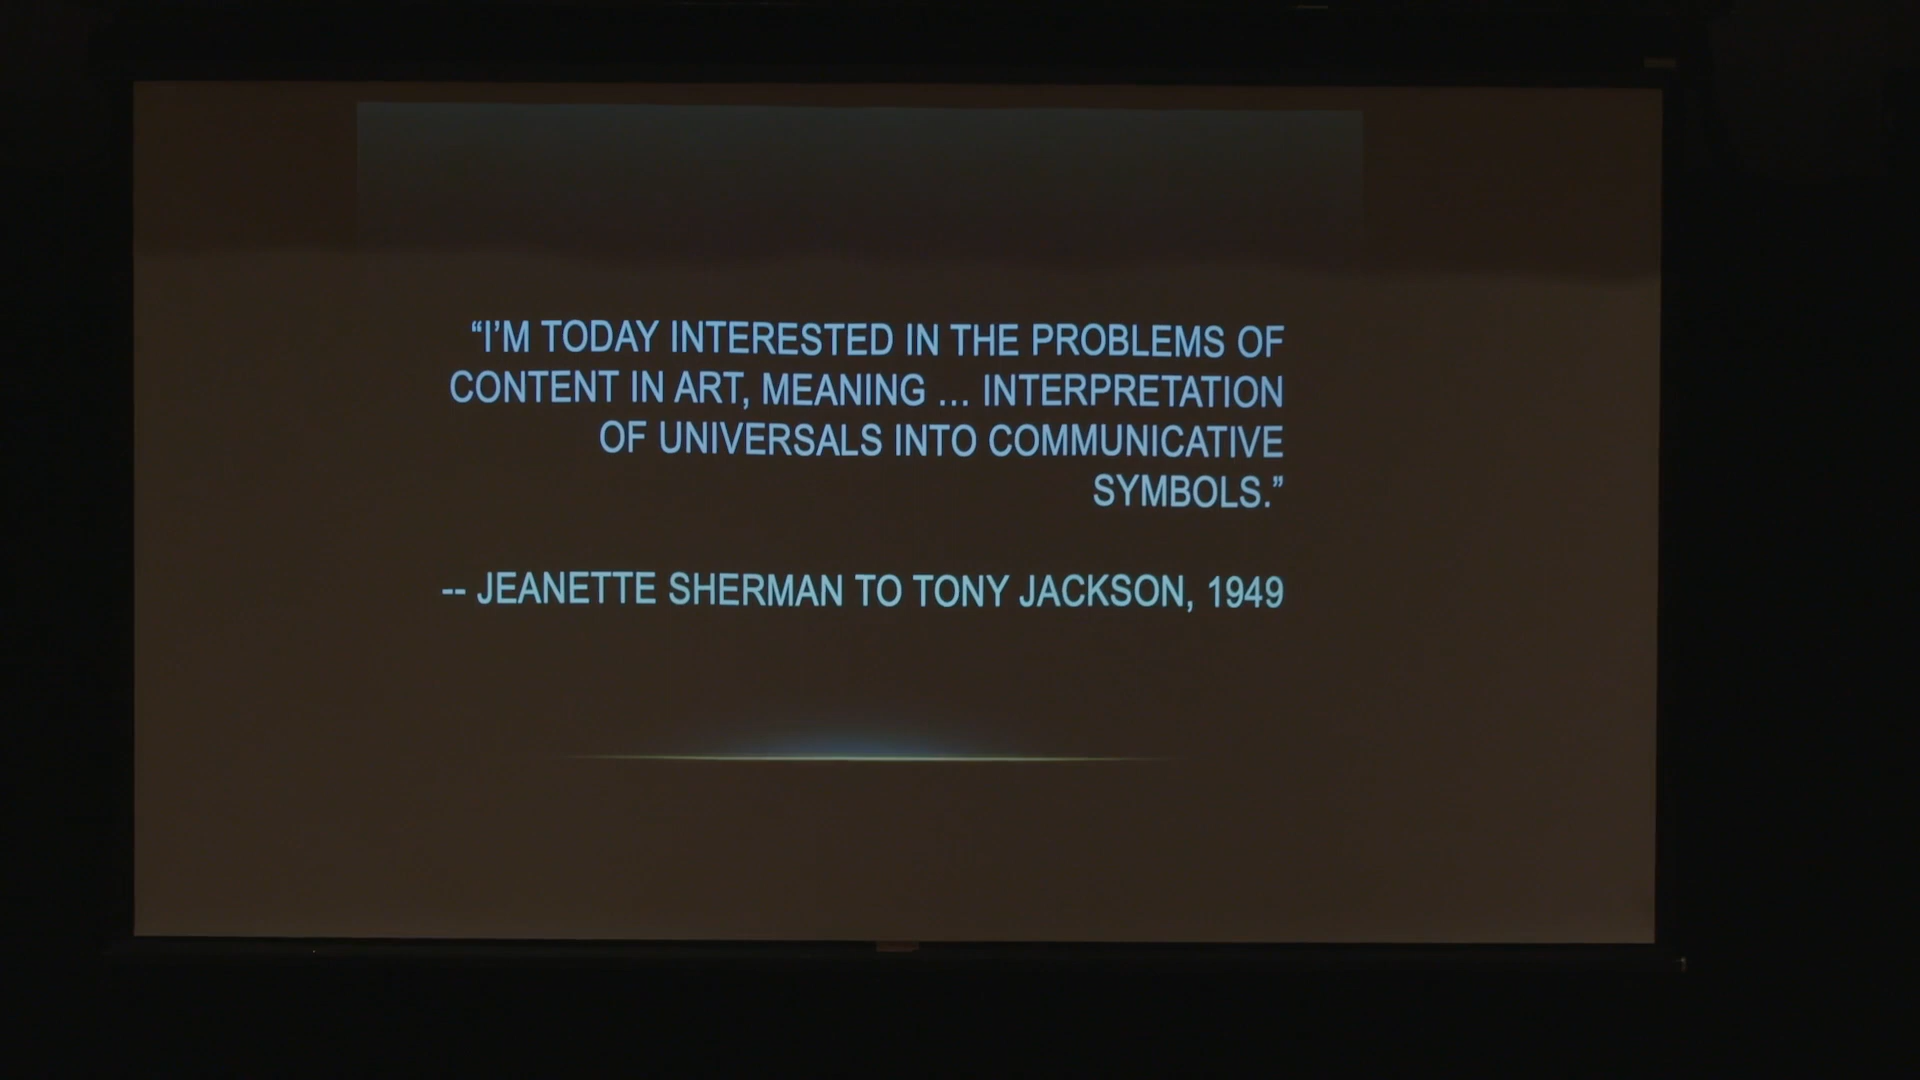 “I’M TODAY INTERESTED IN THE PROBLEMS OF
CONTENT IN ART, MEANING ... INTERPRETATION
OF UNIVERSALS INTO COMMUNICATIVE
SYMBOLS.”
-- JEANETTE SHERMAN TO TONY JACKSON, 1949